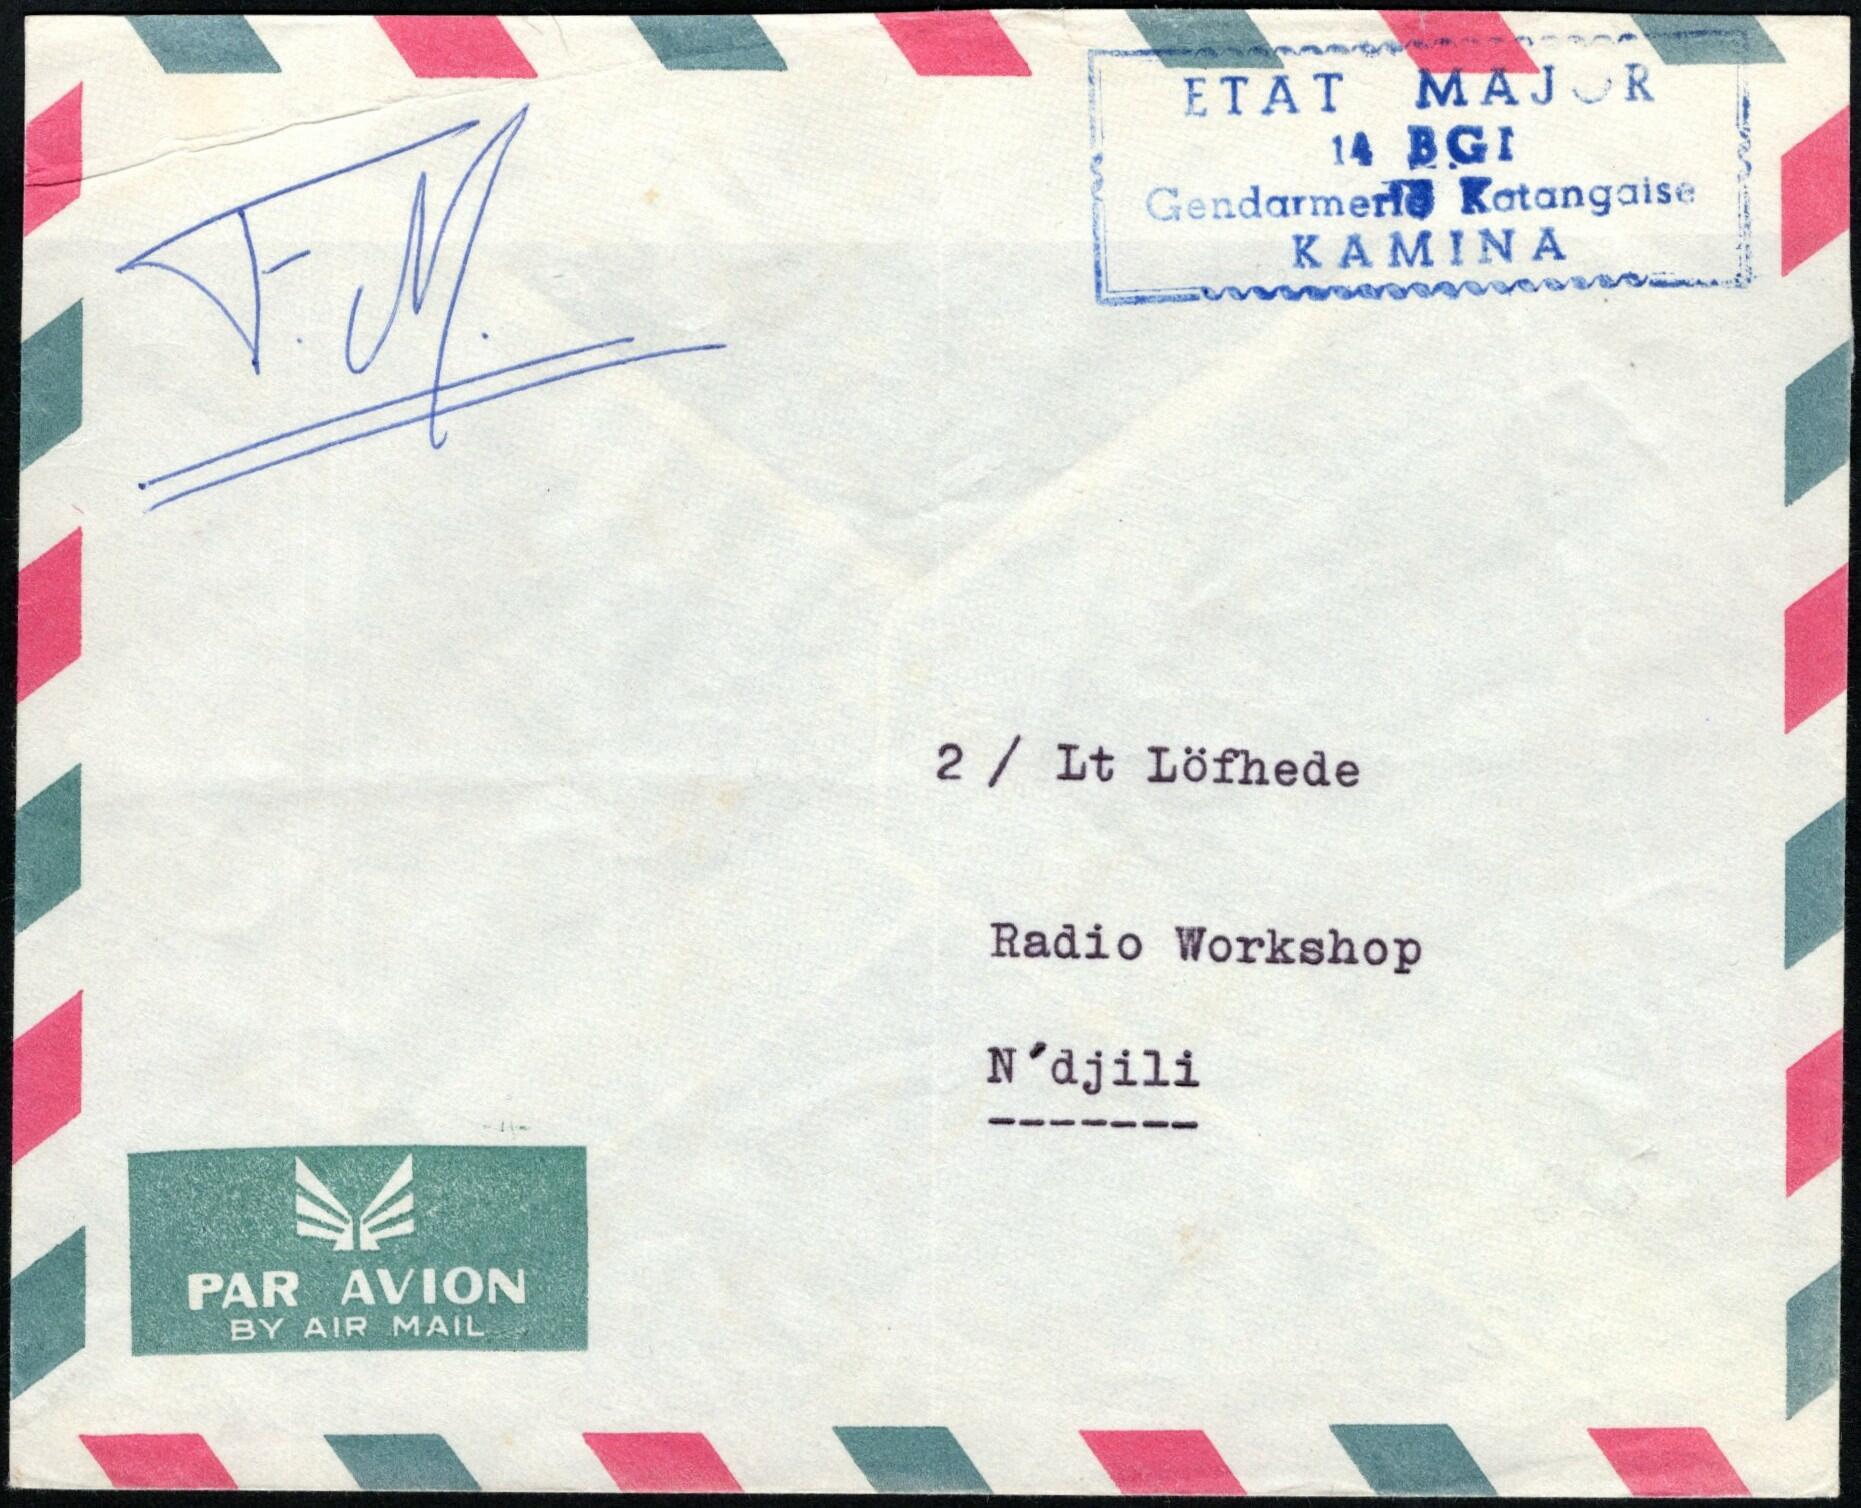 F.M.
ETAT MAJOR
14 BGI
Gendarmerie Katangaise
KAMINA
2 / Lt Löfhede
Radio Workshop
N´djili
-------
PAR AVION
BY AIR MAIL